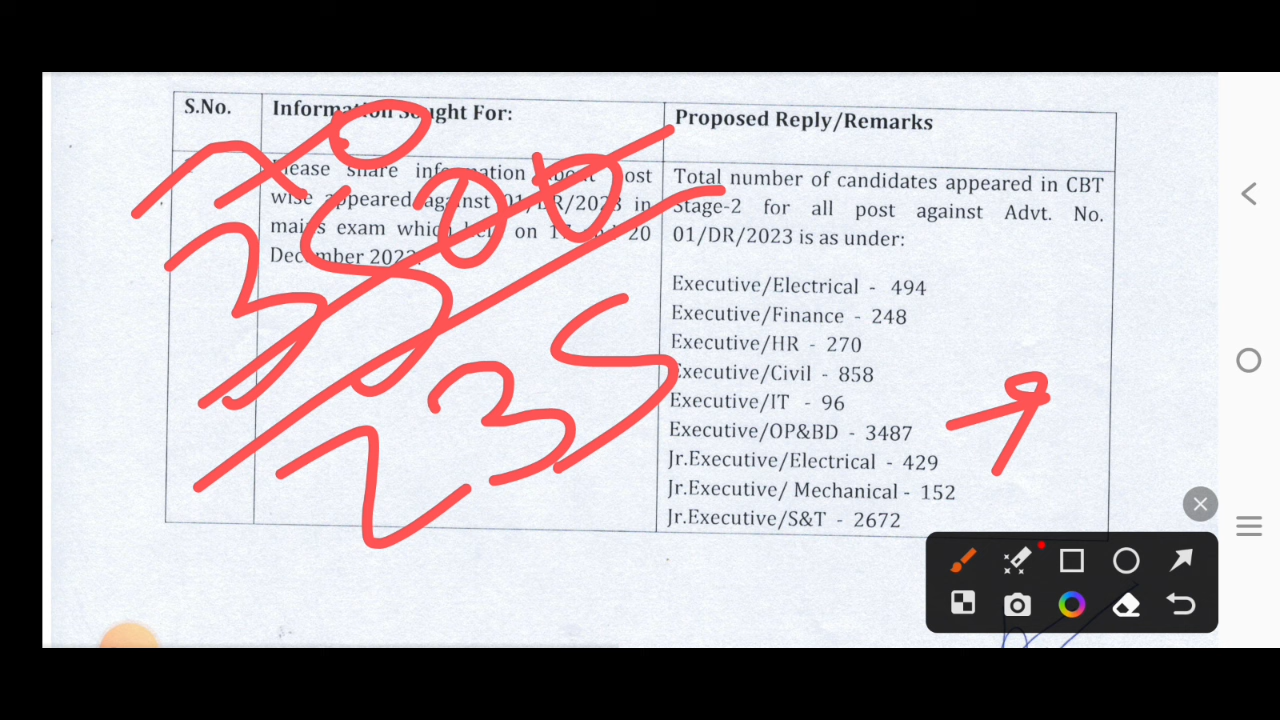 S.No.
Information Sought For:
Proposed Reply/Remarks
Please share information about post
wise appeared against 01/DR/2023 in
mains exam which held on 17 and 20
December 2023.
Total number of candidates appeared in CBT
Stage-2 for all post against Advt. No.
01/DR/2023 is as under:
Executive/Electrical - 494
Executive/Finance - 248
Executive/HR - 270
Executive/Civil - 858
Executive/IT - 96
Executive/OP&BD - 3487
Jr.Executive/Electrical - 429
Jr.Executive/ Mechanical - 152
Jr.Executive/S&T - 2672
235